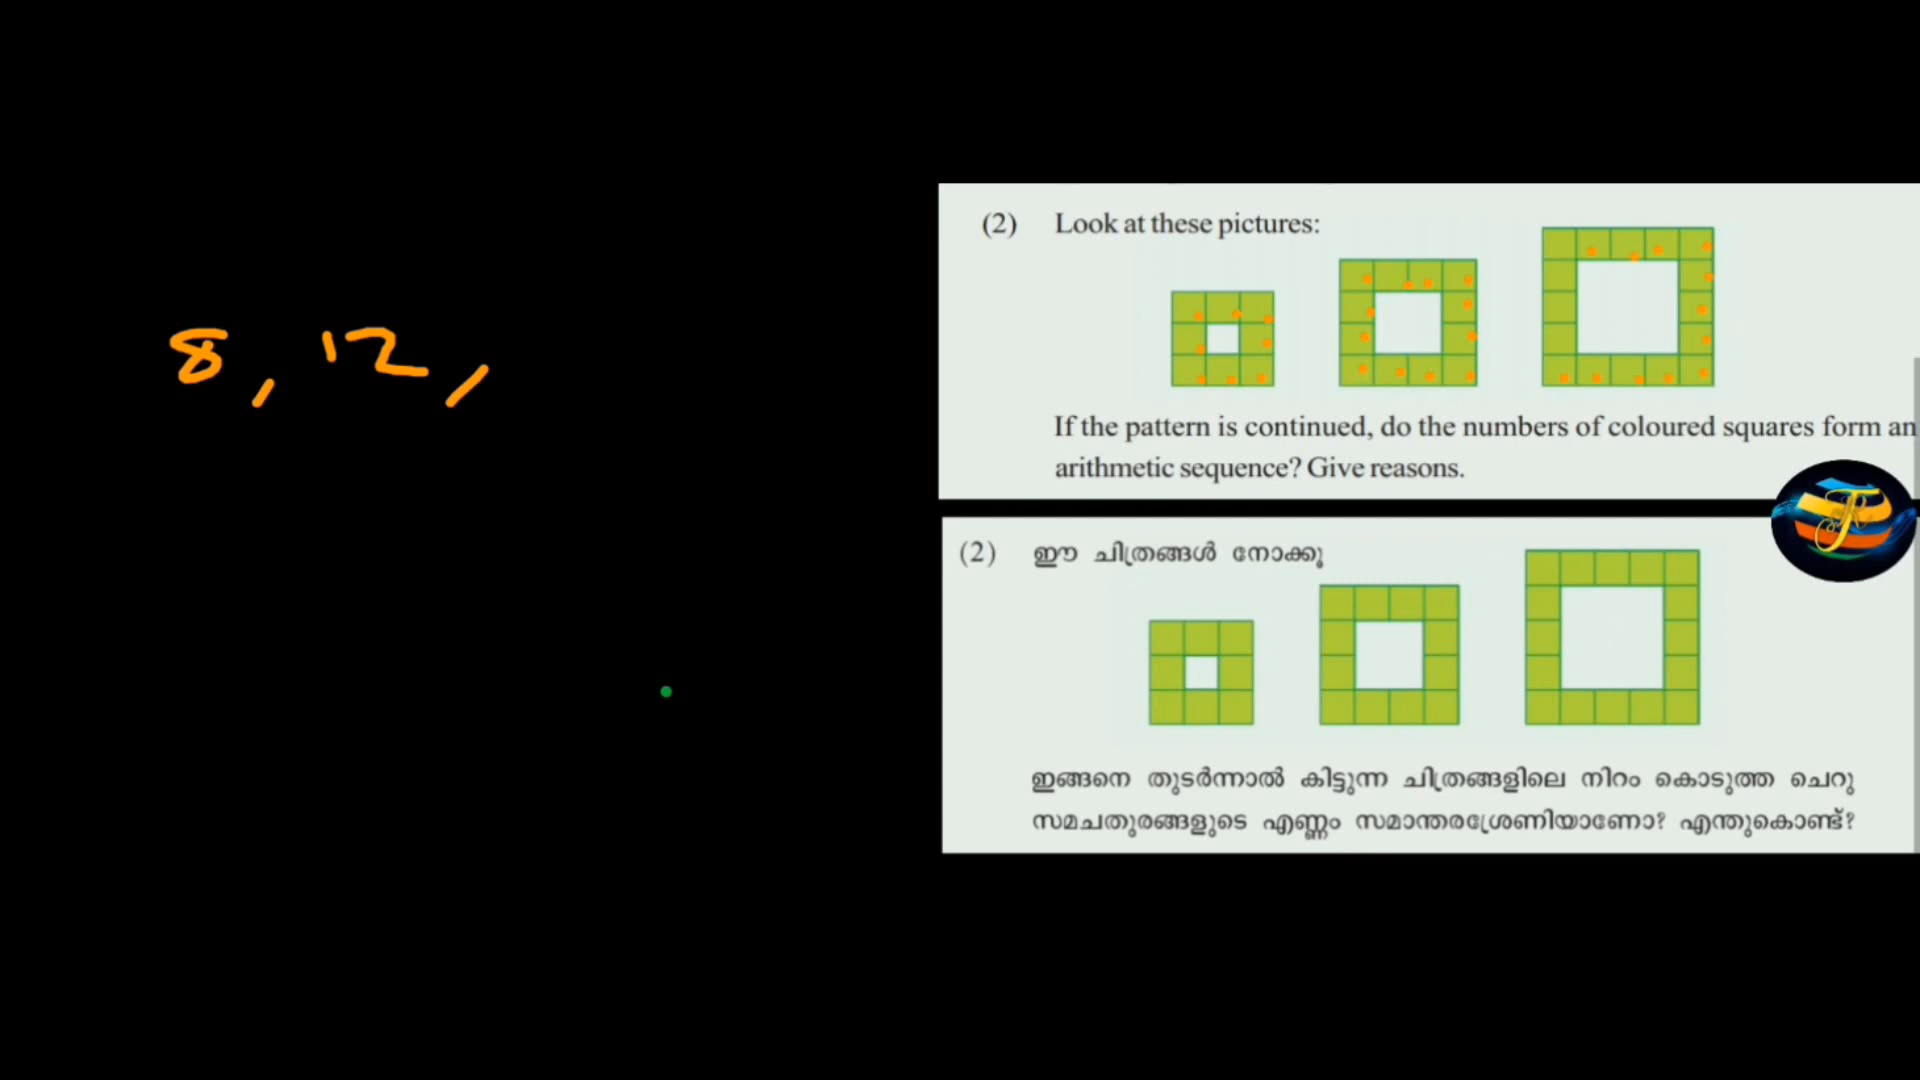 8, 12,
(2) Look at these pictures:
If the pattern is continued, do the numbers of coloured squares form an
arithmetic sequence? Give reasons.
(2) ഈ ചിത്രങ്ങൾ നോക്കൂ
ഇങ്ങനെ തുടർന്നാൽ കിട്ടുന്ന ചിത്രങ്ങളിലെ നിറം കൊടുത്ത ചെറു
സമചതുരങ്ങളുടെ എണ്ണം സമാന്തരശ്രേണിയാണോ? എന്തുകൊണ്ട്?